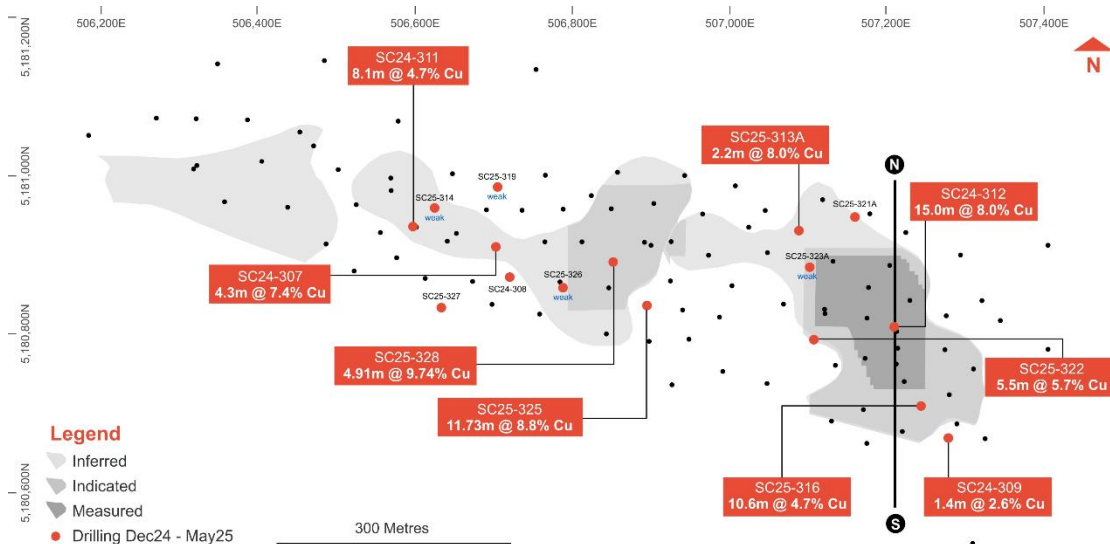 506,200E
506,400E
506,600E
506,800E
507,000E
507,200E
507,400E
5,181,200N
5,181,000N
5,180,800N
5,180,600N
N
SC24-311
8.1m @ 4.7% Cu
SC25-313A
2.2m @ 8.0% Cu
N
SC24-312
15.0m @ 8.0% Cu
SC25-319
weak
SC25-314
weak
SC25-321A
SC24-307
4.3m @ 7.4% Cu
SC24-308
SC25-326
weak
SC25-323A
weak
SC25-327
SC25-328
4.91m @ 9.74% Cu
SC25-322
5.5m @ 5.7% Cu
SC25-325
11.73m @ 8.8% Cu
SC25-316
10.6m @ 4.7% Cu
SC24-309
1.4m @ 2.6% Cu
S
Legend
Inferred
Indicated
Measured
Drilling Dec24 - May25
300 Metres